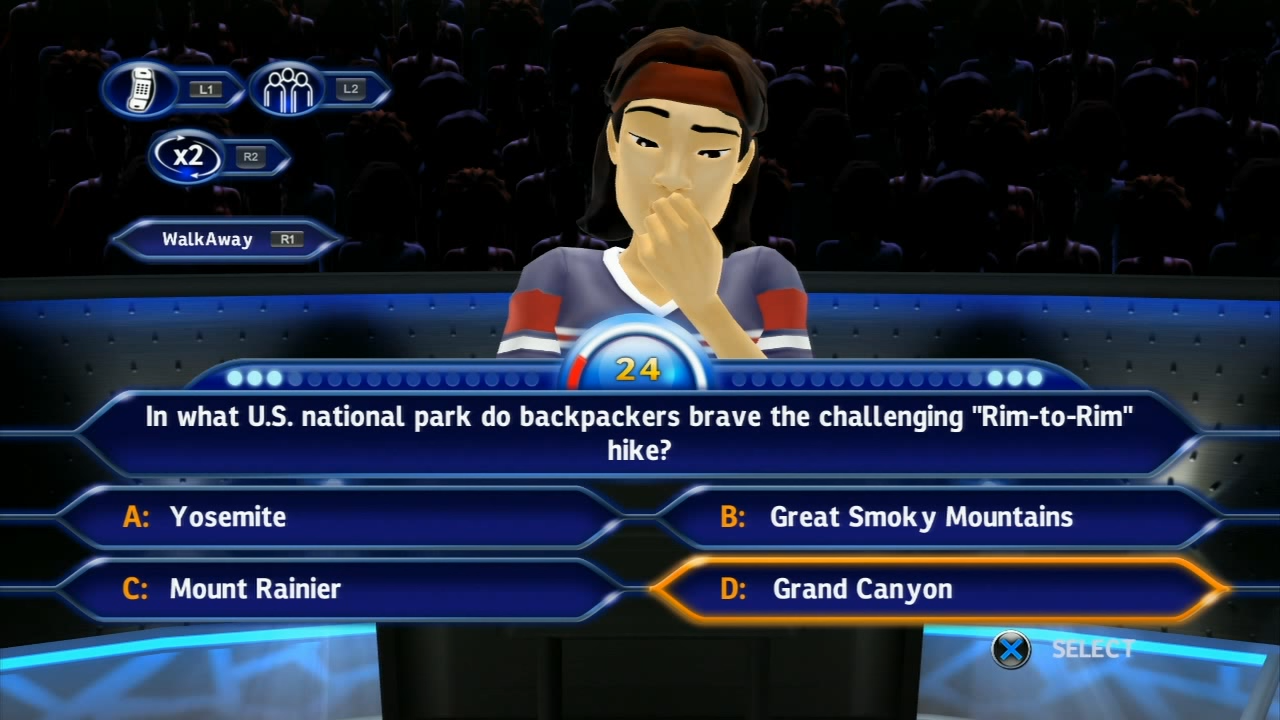 L1
L2
x2
R2
WalkAway R1
24
In what U.S. national park do backpackers brave the challenging "Rim-to-Rim"
hike?
A: Yosemite
B: Great Smoky Mountains
C: Mount Rainier
D: Grand Canyon
SELECT